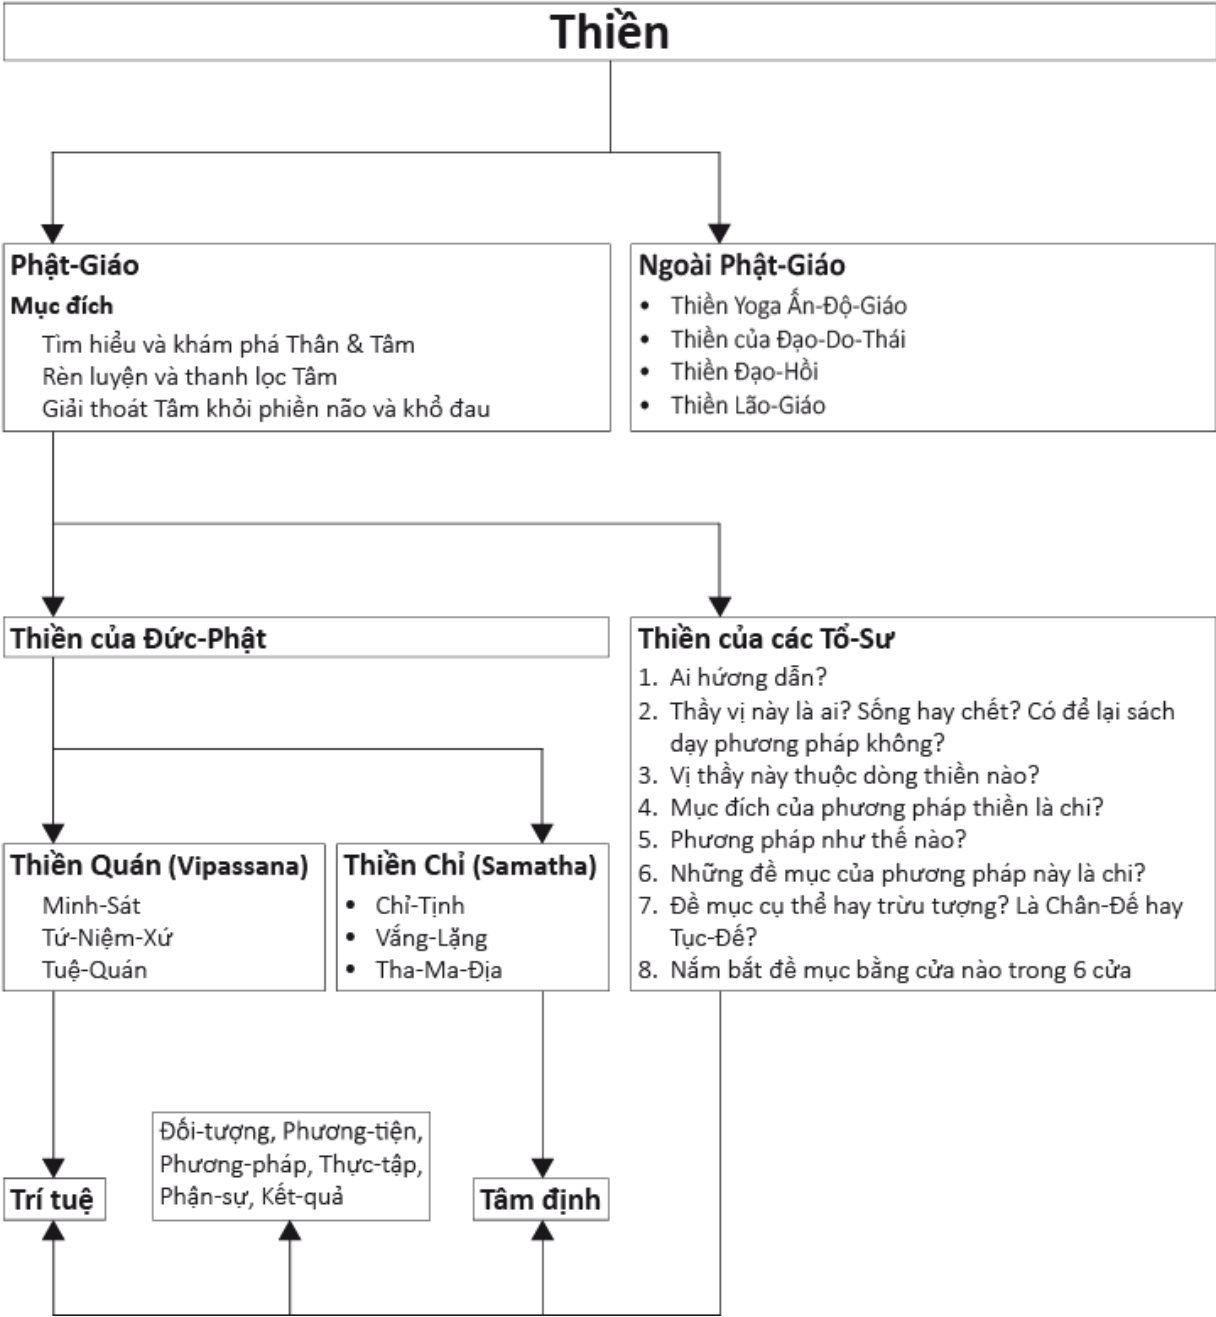 Thiền
Phật-Giáo
Mục đích
Tìm hiểu và khám phá Thân & Tâm
Rèn luyện và thanh lọc Tâm
Giải thoát Tâm khỏi phiền não và khổ đau
Ngoài Phật-Giáo
• Thiền Yoga Ấn-Độ-Giáo
• Thiền của Đạo-Do-Thái
• Thiền Đạo-Hồi
• Thiền Lão-Giáo
Thiền của Đức-Phật
Thiền của các Tổ-Sư
1. Ai hứơng dẫn?
2. Thầy vị này là ai? Sống hay chết? Có để lại sách
dạy phương pháp không?
3. Vị thầy này thuộc dòng thiền nào?
4. Mục đích của phương pháp thiền là chi?
5. Phương pháp như thế nào?
6. Những đề mục của phương pháp này là chi?
7. Đề mục cụ thể hay trừu tượng? Là Chân-Đế hay
Tục-Đế?
8. Nắm bắt đề mục bằng cửa nào trong 6 cửa
Thiền Quán (Vipassana)
Minh-Sát
Tứ-Niệm-Xứ
Tuệ-Quán
Thiền Chỉ (Samatha)
• Chỉ-Tịnh
• Vắng-Lặng
• Tha-Ma-Địa
Đối-tượng, Phương-tiện,
Phương-pháp, Thực-tập,
Phận-sự, Kết-quả
Trí tuệ
Tâm định